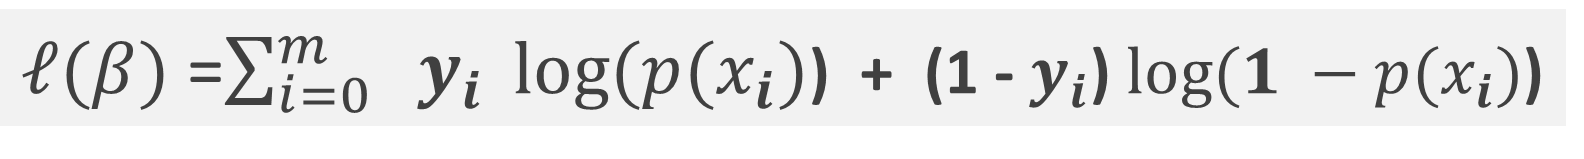 ℓ(β) =∑ᵢ₌₀ᵐ yᵢ log(p(xᵢ)) + (1 - yᵢ) log(1 − p(xᵢ))